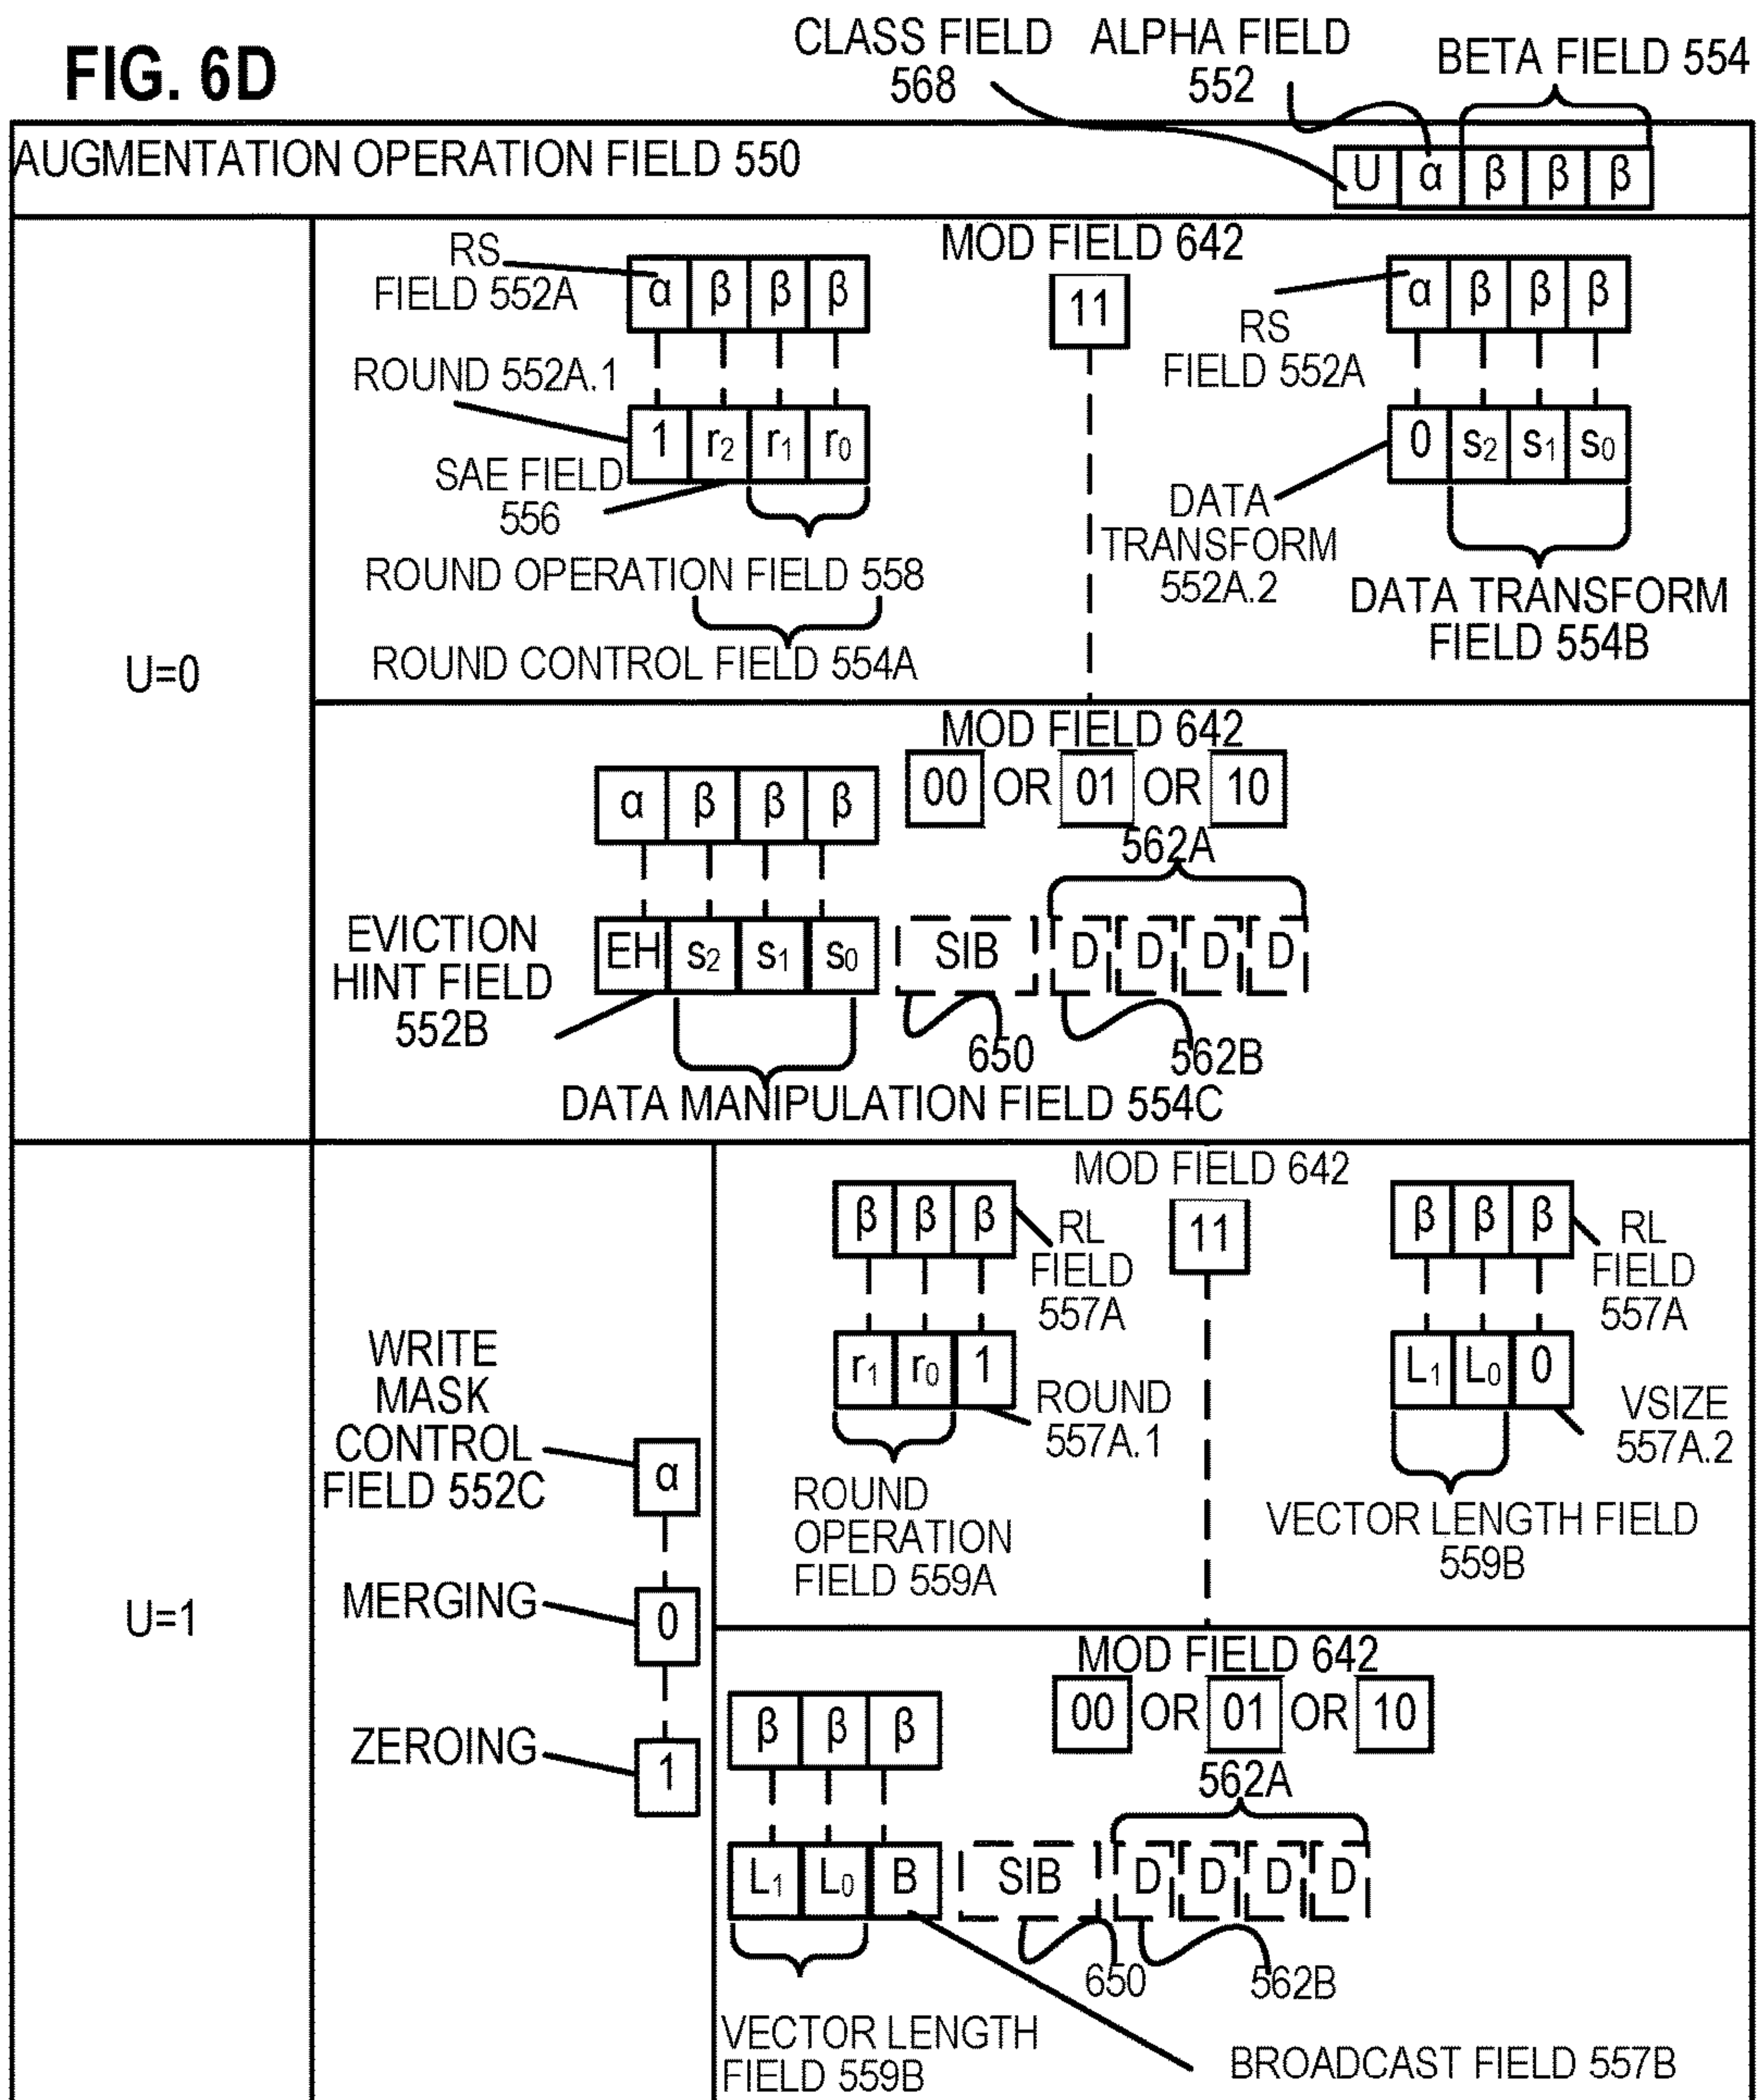 FIG. 6D
CLASS FIELD
568
ALPHA FIELD
552
BETA FIELD 554
AUGMENTATION OPERATION FIELD 550
U α β β β
U=0
MOD FIELD 642
11
RS
FIELD 552A
α β β β
ROUND 552A.1
1 r2 r1 r0
SAE FIELD
556
ROUND OPERATION FIELD 558
ROUND CONTROL FIELD 554A
α β β β
RS
FIELD 552A
0 s2 s1 s0
DATA
TRANSFORM
552A.2
DATA TRANSFORM
FIELD 554B
MOD FIELD 642
00 OR 01 OR 10
α β β β
562A
EVICTION
HINT FIELD
552B
EH s2 s1 s0
SIB
D D D D
650
562B
DATA MANIPULATION FIELD 554C
U=1
WRITE
MASK
CONTROL
FIELD 552C
α
MERGING
0
ZEROING
1
MOD FIELD 642
11
β β β
RL
FIELD
557A
r1 r0 1
ROUND
557A.1
ROUND
OPERATION
FIELD 559A
β β β
RL
FIELD
557A
L1 L0 0
VSIZE
557A.2
VECTOR LENGTH FIELD
559B
MOD FIELD 642
00 OR 01 OR 10
β β β
562A
L1 L0 B
SIB
D D D D
650
562B
VECTOR LENGTH
FIELD 559B
BROADCAST FIELD 557B